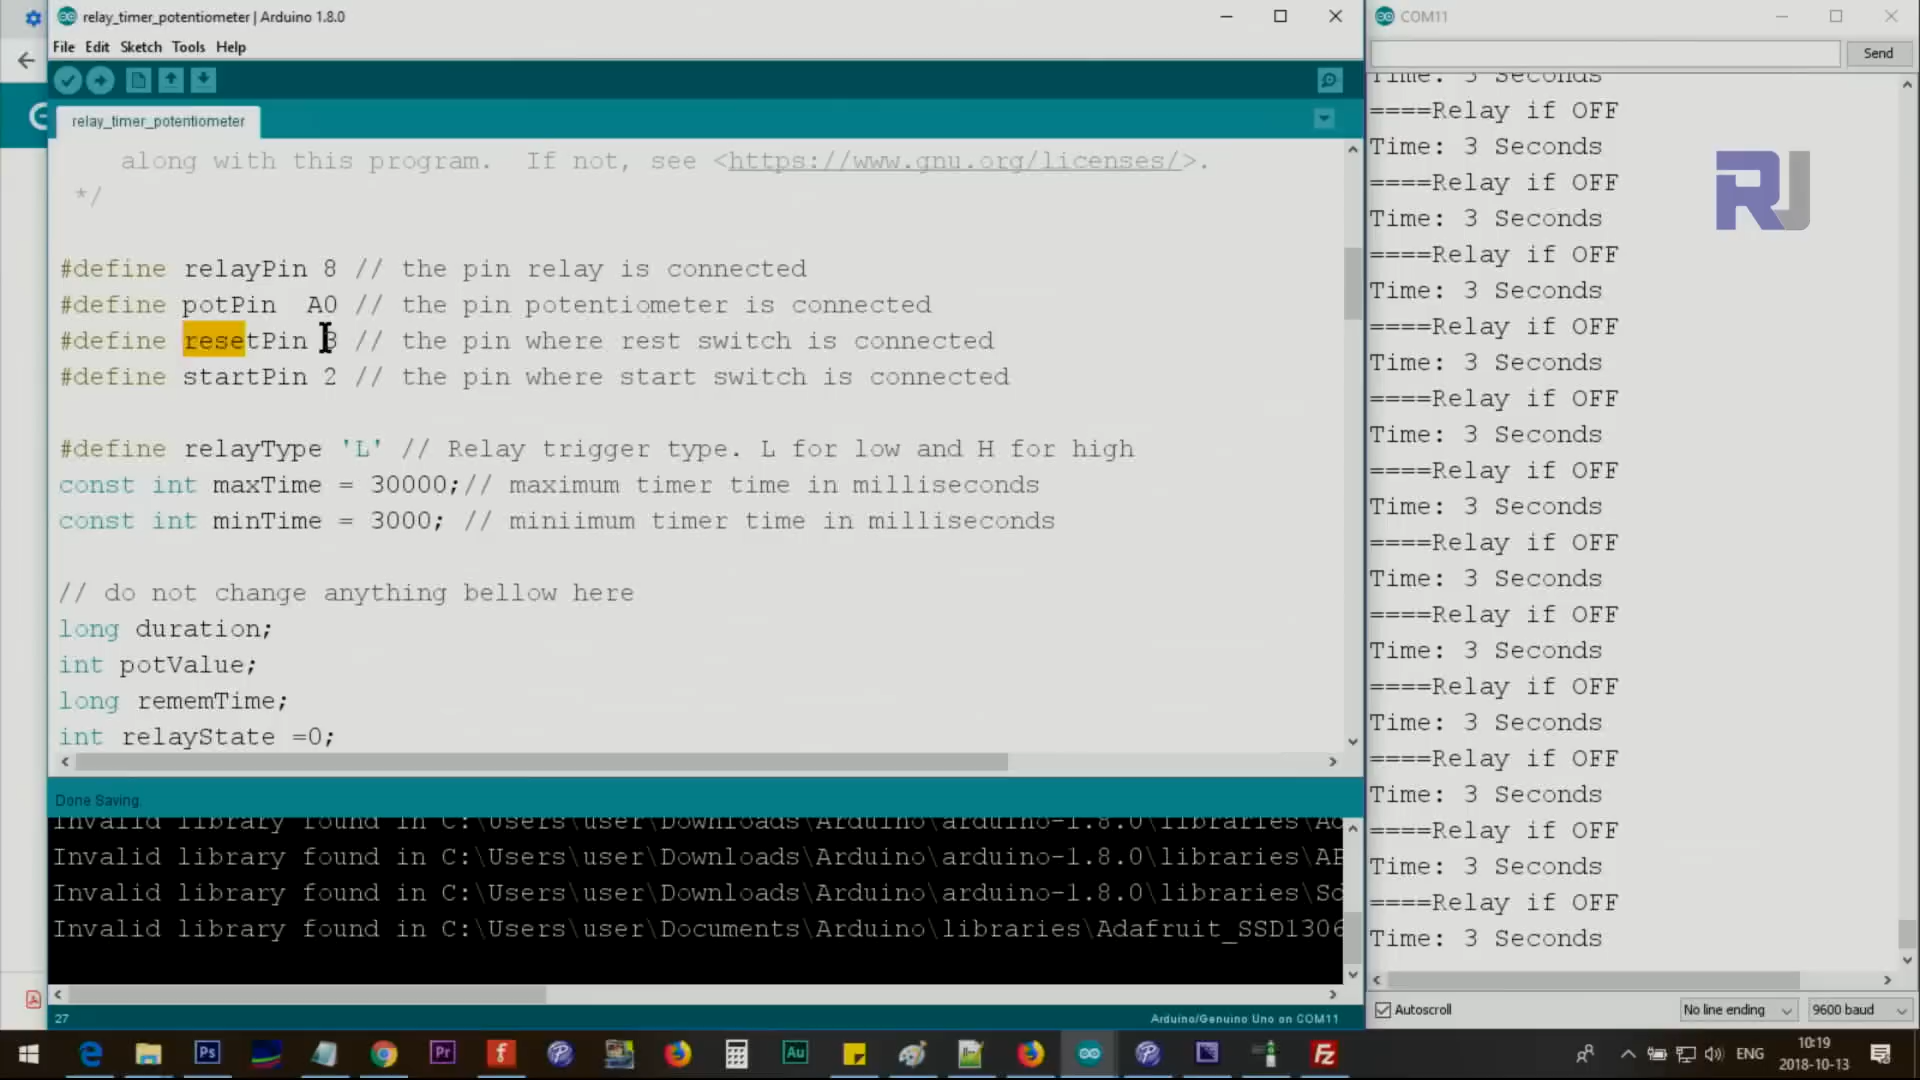 relay_timer_potentiometer | Arduino 1.8.0
File Edit Sketch Tools Help
relay_timer_potentiometer
along with this program.  If not, see <https://www.gnu.org/licenses/>.
*/
#define relayPin 8 // the pin relay is connected
#define potPin  A0 // the pin potentiometer is connected
#define resetPin 3 // the pin where rest switch is connected
#define startPin 2 // the pin where start switch is connected
#define relayType 'L' // Relay trigger type. L for low and H for high
const int maxTime = 30000;// maximum timer time in milliseconds
const int minTime = 3000; // miniimum timer time in milliseconds
// do not change anything bellow here
long duration;
int potValue;
long rememTime;
int relayState =0;
Done Saving.
Invalid library found in C:\Users\user\Downloads\Arduino\arduino-1.8.0\libraries\Ad
Invalid library found in C:\Users\user\Downloads\Arduino\arduino-1.8.0\libraries\AP
Invalid library found in C:\Users\user\Downloads\Arduino\arduino-1.8.0\libraries\Sd
Invalid library found in C:\Users\user\Documents\Arduino\libraries\Adafruit_SSD1306
27
Arduino/Genuino Uno on COM11
COM11
Send
Time: 3 Seconds
====Relay if OFF
Time: 3 Seconds
====Relay if OFF
Time: 3 Seconds
====Relay if OFF
Time: 3 Seconds
====Relay if OFF
Time: 3 Seconds
====Relay if OFF
Time: 3 Seconds
====Relay if OFF
Time: 3 Seconds
====Relay if OFF
Time: 3 Seconds
====Relay if OFF
Time: 3 Seconds
====Relay if OFF
Time: 3 Seconds
====Relay if OFF
Time: 3 Seconds
====Relay if OFF
Time: 3 Seconds
====Relay if OFF
Time: 3 Seconds
RJ
Autoscroll
No line ending
9600 baud
Ps
Pr
f
Au
Fz
ENG
10:19
2018-10-13